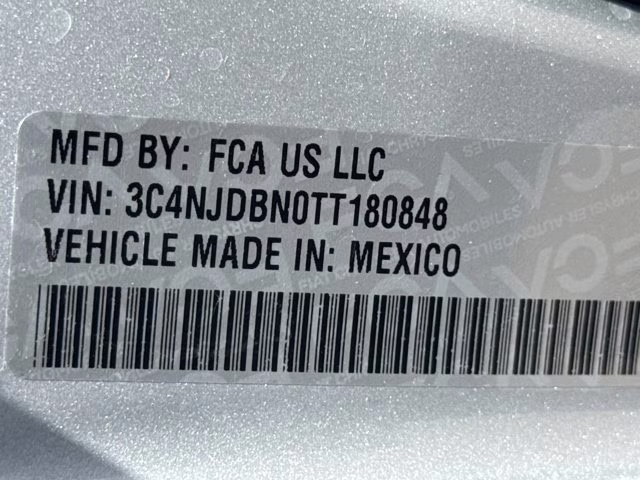 MFD BY: FCA US LLC
VIN: 3C4NJDBN0TT180848
VEHICLE MADE IN: MEXICO